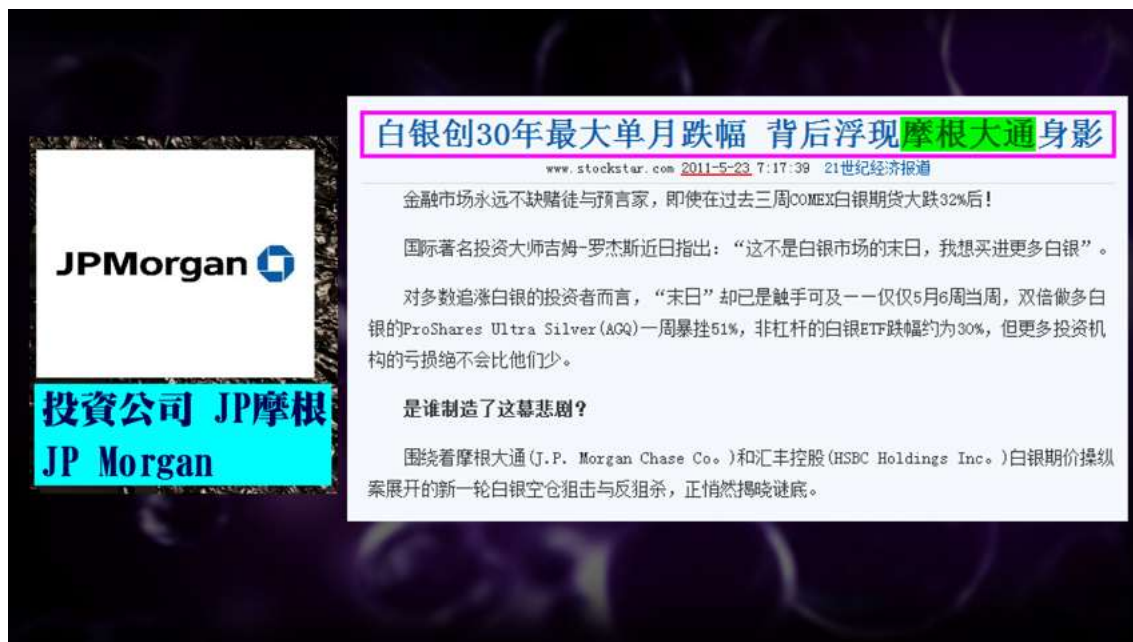 JPMorgan
投資公司 JP摩根
JP Morgan
白银创30年最大单月跌幅 背后浮现摩根大通身影
www.stockstar.com 2011-5-23 7:17:39 21世纪经济报道
金融市场永远不缺赌徒与预言家，即使在过去三周COMEX白银期货大跌32%后！
国际著名投资大师吉姆-罗杰斯近日指出：“这不是白银市场的末日，我想买进更多白银”。
对多数追涨白银的投资者而言，“末日”却已是触手可及－－仅仅5月6周当周，双倍做多白
银的ProShares Ultra Silver(AGQ)一周暴挫51%，非杠杆的白银ETF跌幅约为30%，但更多投资机
构的亏损绝不会比他们少。
是谁制造了这幕悲剧？
围绕着摩根大通(J.P. Morgan Chase Co。)和汇丰控股(HSBC Holdings Inc。)白银期价操纵
案展开的新一轮白银空仓狙击与反狙杀，正悄然揭晓谜底。